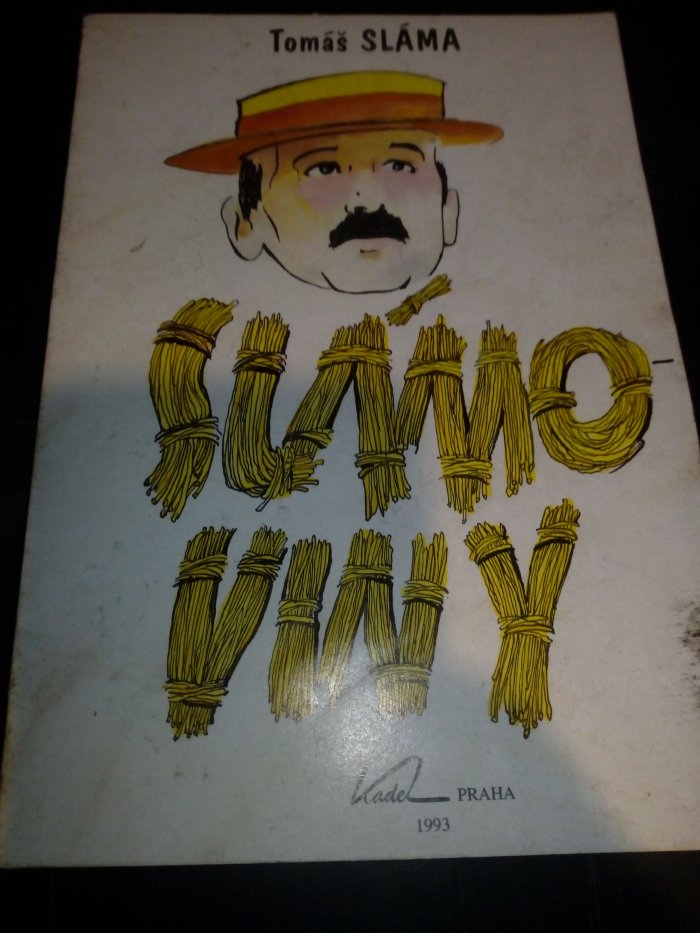 Tomáš SLÁMA
SLÁMO-
VINY
Kadel PRAHA
1993